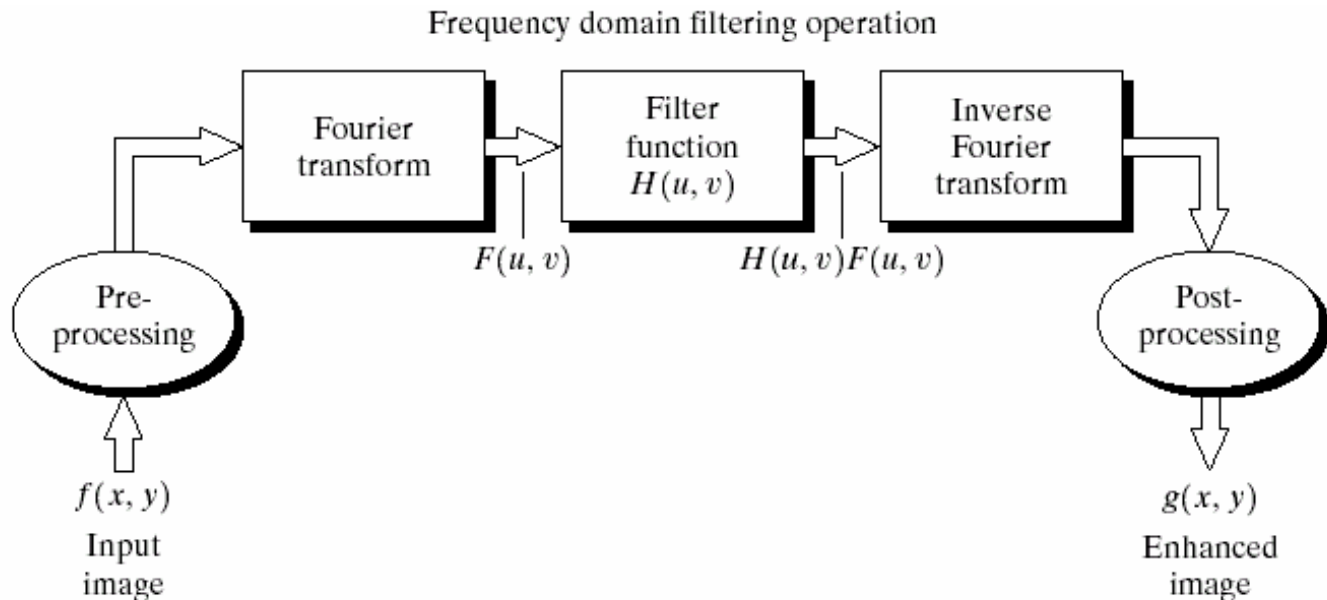 Frequency domain filtering operation
Fourier
transform
Filter
function
H(u, v)
Inverse
Fourier
transform
F(u, v)
H(u, v)F(u, v)
Pre-
processing
Post-
processing
f(x, y)
Input
image
g(x, y)
Enhanced
image